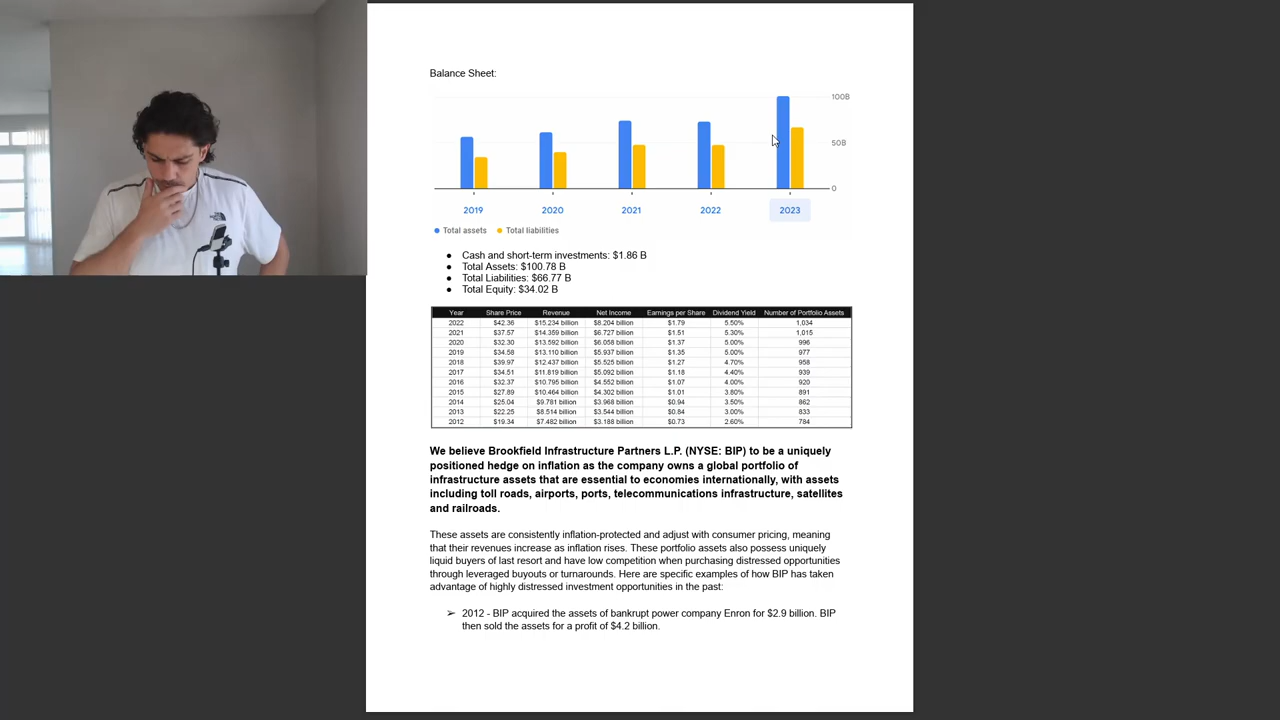 Balance Sheet:
100B
50B
0
2019 2020 2021 2022 2023
Total assets Total liabilities
● Cash and short-term investments: $1.86 B
● Total Assets: $100.78 B
● Total Liabilities: $66.77 B
● Total Equity: $34.02 B
Year Share Price Revenue Net Income Earnings per Share Dividend Yield Number of Portfolio Assets
2022 $42.36 $15.234 billion $8.204 billion $1.79 5.50% 1,034
2021 $37.57 $14.359 billion $6.727 billion $1.51 5.30% 1,015
2020 $32.30 $13.592 billion $6.058 billion $1.37 5.00% 996
2019 $34.58 $13.110 billion $5.937 billion $1.35 5.00% 977
2018 $39.97 $12.437 billion $5.525 billion $1.27 4.70% 958
2017 $34.51 $11.819 billion $5.092 billion $1.18 4.40% 939
2016 $32.37 $10.795 billion $4.552 billion $1.07 4.00% 920
2015 $27.89 $10.464 billion $4.302 billion $1.01 3.80% 891
2014 $25.04 $9.781 billion $3.968 billion $0.94 3.50% 862
2013 $22.25 $8.514 billion $3.544 billion $0.84 3.00% 833
2012 $19.34 $7.482 billion $3.188 billion $0.73 2.60% 784
We believe Brookfield Infrastructure Partners L.P. (NYSE: BIP) to be a uniquely
positioned hedge on inflation as the company owns a global portfolio of
infrastructure assets that are essential to economies internationally, with assets
including toll roads, airports, ports, telecommunications infrastructure, satellites
and railroads.
These assets are consistently inflation-protected and adjust with consumer pricing, meaning
that their revenues increase as inflation rises. These portfolio assets also possess uniquely
liquid buyers of last resort and have low competition when purchasing distressed opportunities
through leveraged buyouts or turnarounds. Here are specific examples of how BIP has taken
advantage of highly distressed investment opportunities in the past:
➢ 2012 - BIP acquired the assets of bankrupt power company Enron for $2.9 billion. BIP
then sold the assets for a profit of $4.2 billion.